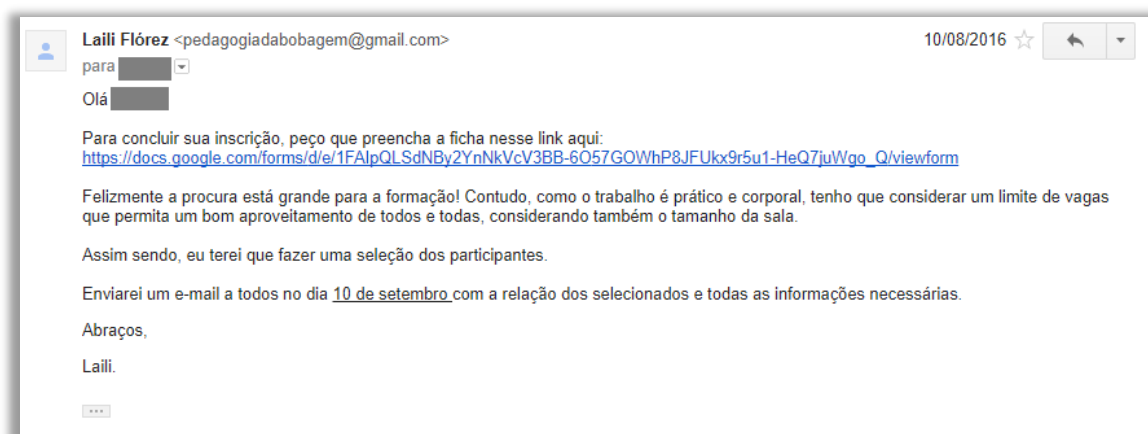 Laili Flórez <pedagogiadabobagem@gmail.com> 10/08/2016
para
Olá
Para concluir sua inscrição, peço que preencha a ficha nesse link aqui:
https://docs.google.com/forms/d/e/1FAIpQLSdNBy2YnNkVcV3BB-6O57GOWhP8JFUkx9r5u1-HeQ7juWgo_Q/viewform
Felizmente a procura está grande para a formação! Contudo, como o trabalho é prático e corporal, tenho que considerar um limite de vagas
que permita um bom aproveitamento de todos e todas, considerando também o tamanho da sala.
Assim sendo, eu terei que fazer uma seleção dos participantes.
Enviarei um e-mail a todos no dia 10 de setembro com a relação dos selecionados e todas as informações necessárias.
Abraços,
Laili.